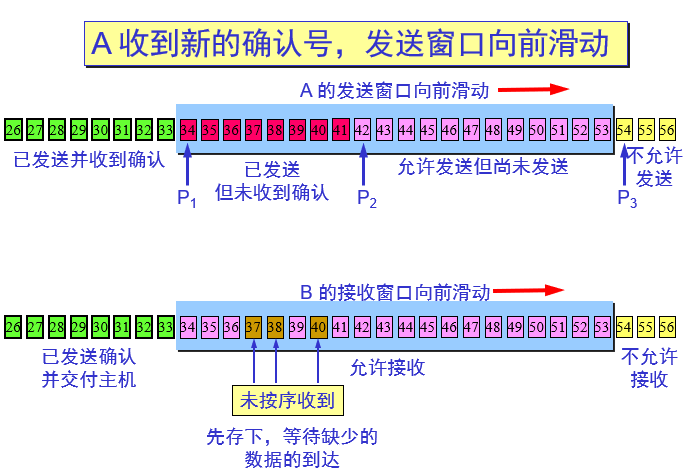 A 收到新的确认号，发送窗口向前滑动
A 的发送窗口向前滑动
26 27 28 29 30 31 32 33 34 35 36 37 38 39 40 41 42 43 44 45 46 47 48 49 50 51 52 53 54 55 56
已发送并收到确认
已发送
但未收到确认
允许发送但尚未发送
不允许
发送
P1
P2
P3
B 的接收窗口向前滑动
26 27 28 29 30 31 32 33 34 35 36 37 38 39 40 41 42 43 44 45 46 47 48 49 50 51 52 53 54 55 56
已发送确认
并交付主机
允许接收
不允许
接收
未按序收到
先存下，等待缺少的
数据的到达